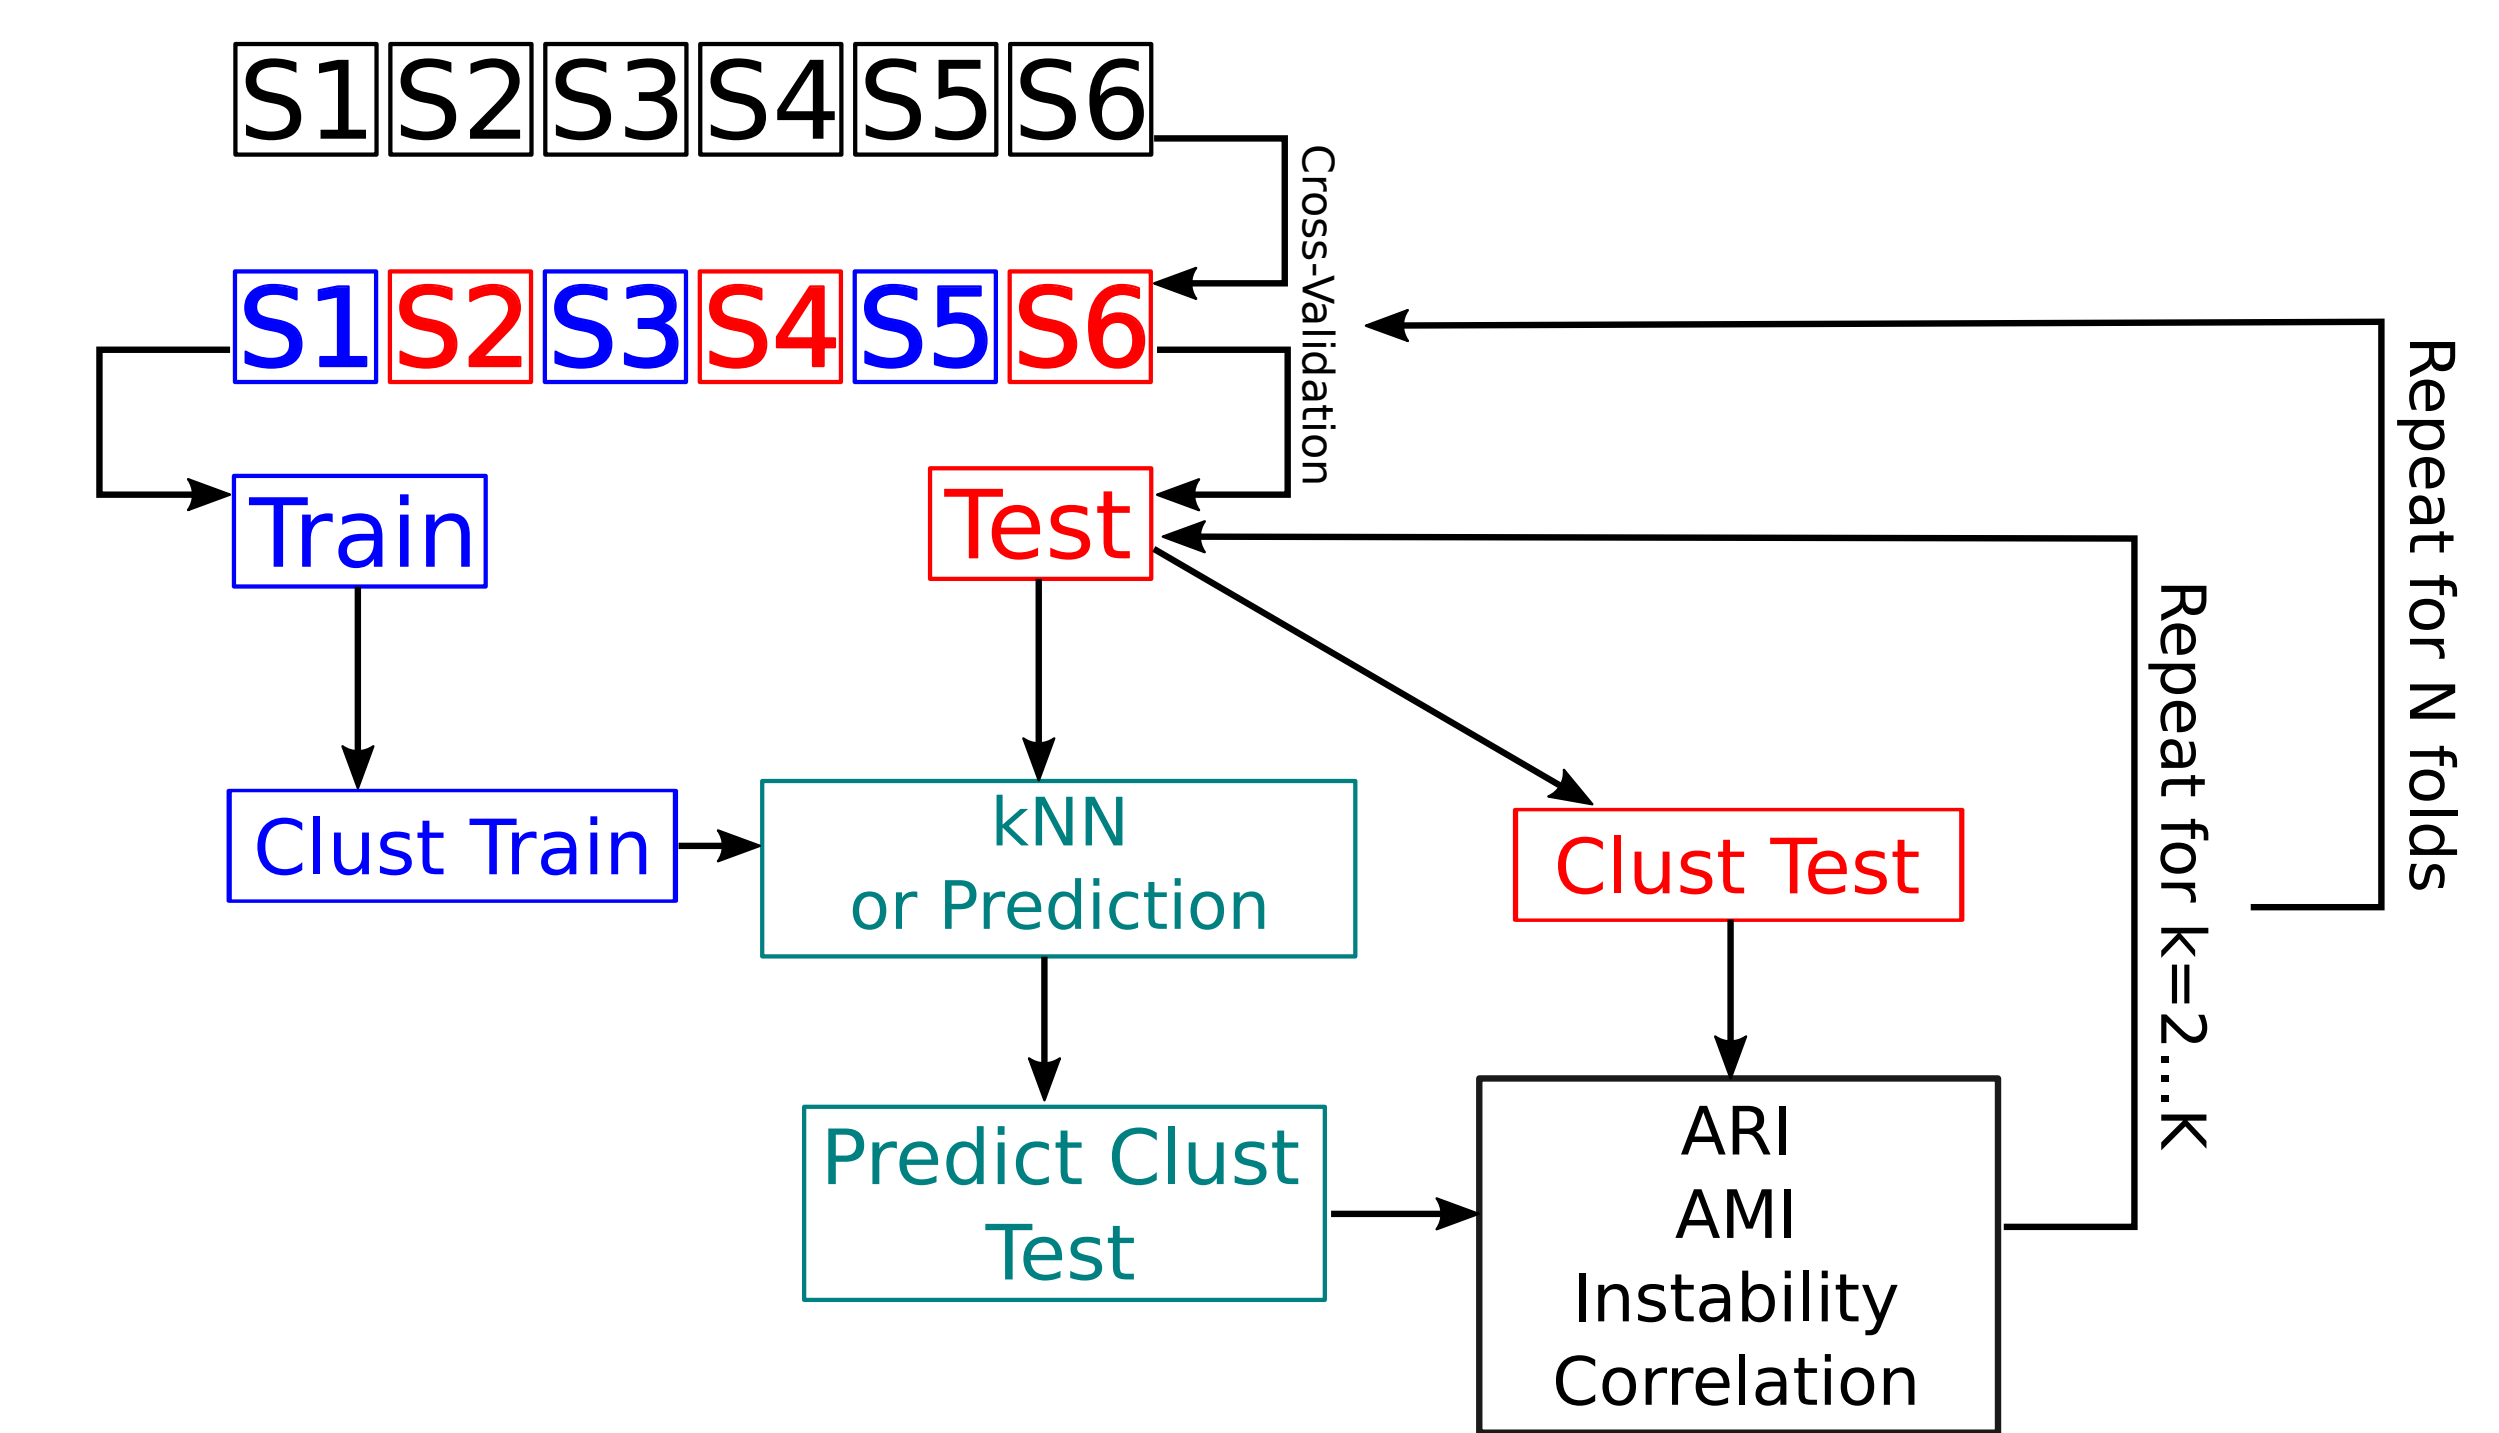 S1 S2 S3 S4 S5 S6
Cross-Validation
S1 S2 S3 S4 S5 S6
Repeat for N folds
Train
Test
Repeat for k=2...K
Clust Train
kNN
or Prediction
Clust Test
Predict Clust
Test
ARI
AMI
Instability
Correlation